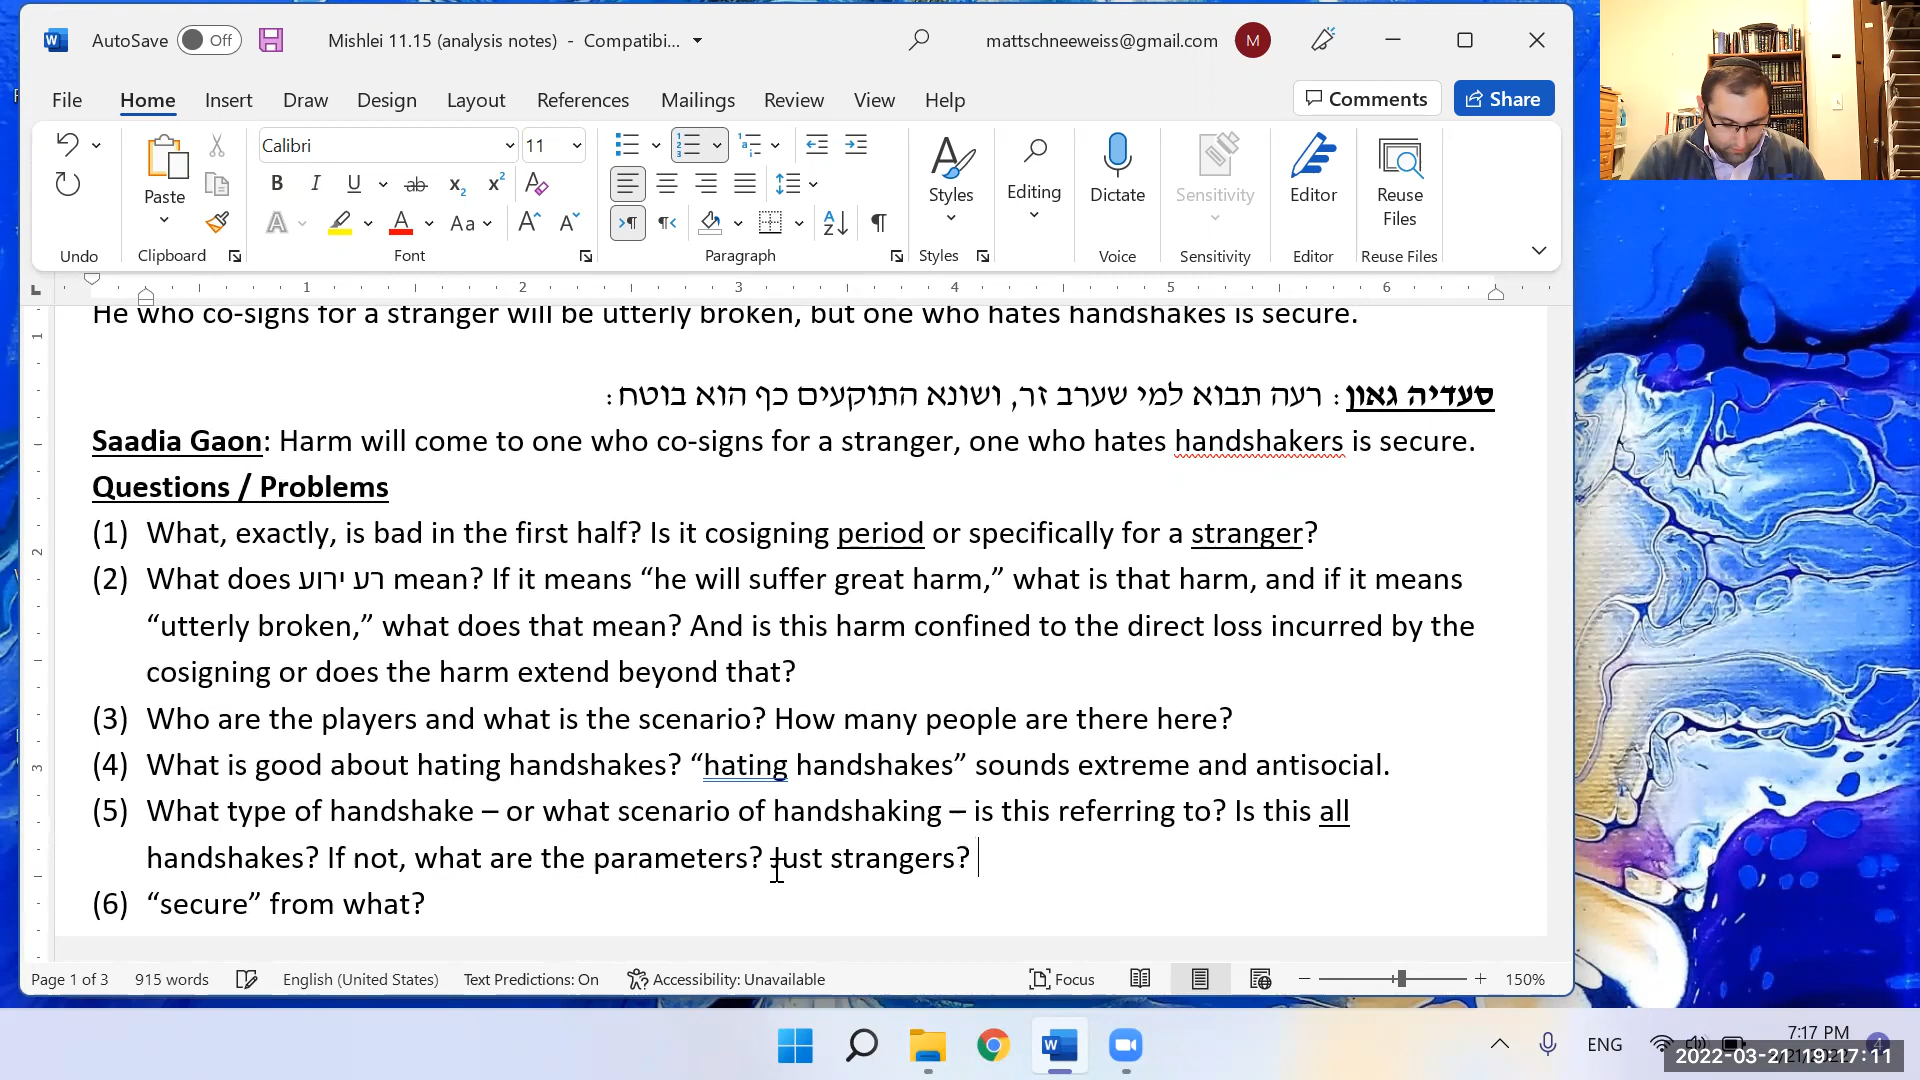 AutoSave Off Mishlei 11.15 (analysis notes) - Compatibi... mattschneeweiss@gmail.com M
File Home Insert Draw Design Layout References Mailings Review View Help Comments Share
Calibri 11
Paste Styles Editing Dictate Sensitivity Editor Reuse Files
Undo Clipboard Font Paragraph Styles Voice Sensitivity Editor Reuse Files
1 2 3 4 5 6
He who co-signs for a stranger will be utterly broken, but one who hates handshakes is secure.
סעדיה גאון: רעה תבוא למי שערב זר, ושונא התוקעים כף הוא בוטח:
Saadia Gaon: Harm will come to one who co-signs for a stranger, one who hates handshakers is secure.
Questions / Problems
(1) What, exactly, is bad in the first half? Is it cosigning period or specifically for a stranger?
(2) What does רע ירוע mean? If it means “he will suffer great harm,” what is that harm, and if it means
“utterly broken,” what does that mean? And is this harm confined to the direct loss incurred by the
cosigning or does the harm extend beyond that?
(3) Who are the players and what is the scenario? How many people are there here?
(4) What is good about hating handshakes? “hating handshakes” sounds extreme and antisocial.
(5) What type of handshake – or what scenario of handshaking – is this referring to? Is this all
handshakes? If not, what are the parameters? Just strangers?
(6) “secure” from what?
Page 1 of 3 915 words English (United States) Text Predictions: On Accessibility: Unavailable Focus 150%
ENG 7:17 PM
2022-03-21 19:17:11